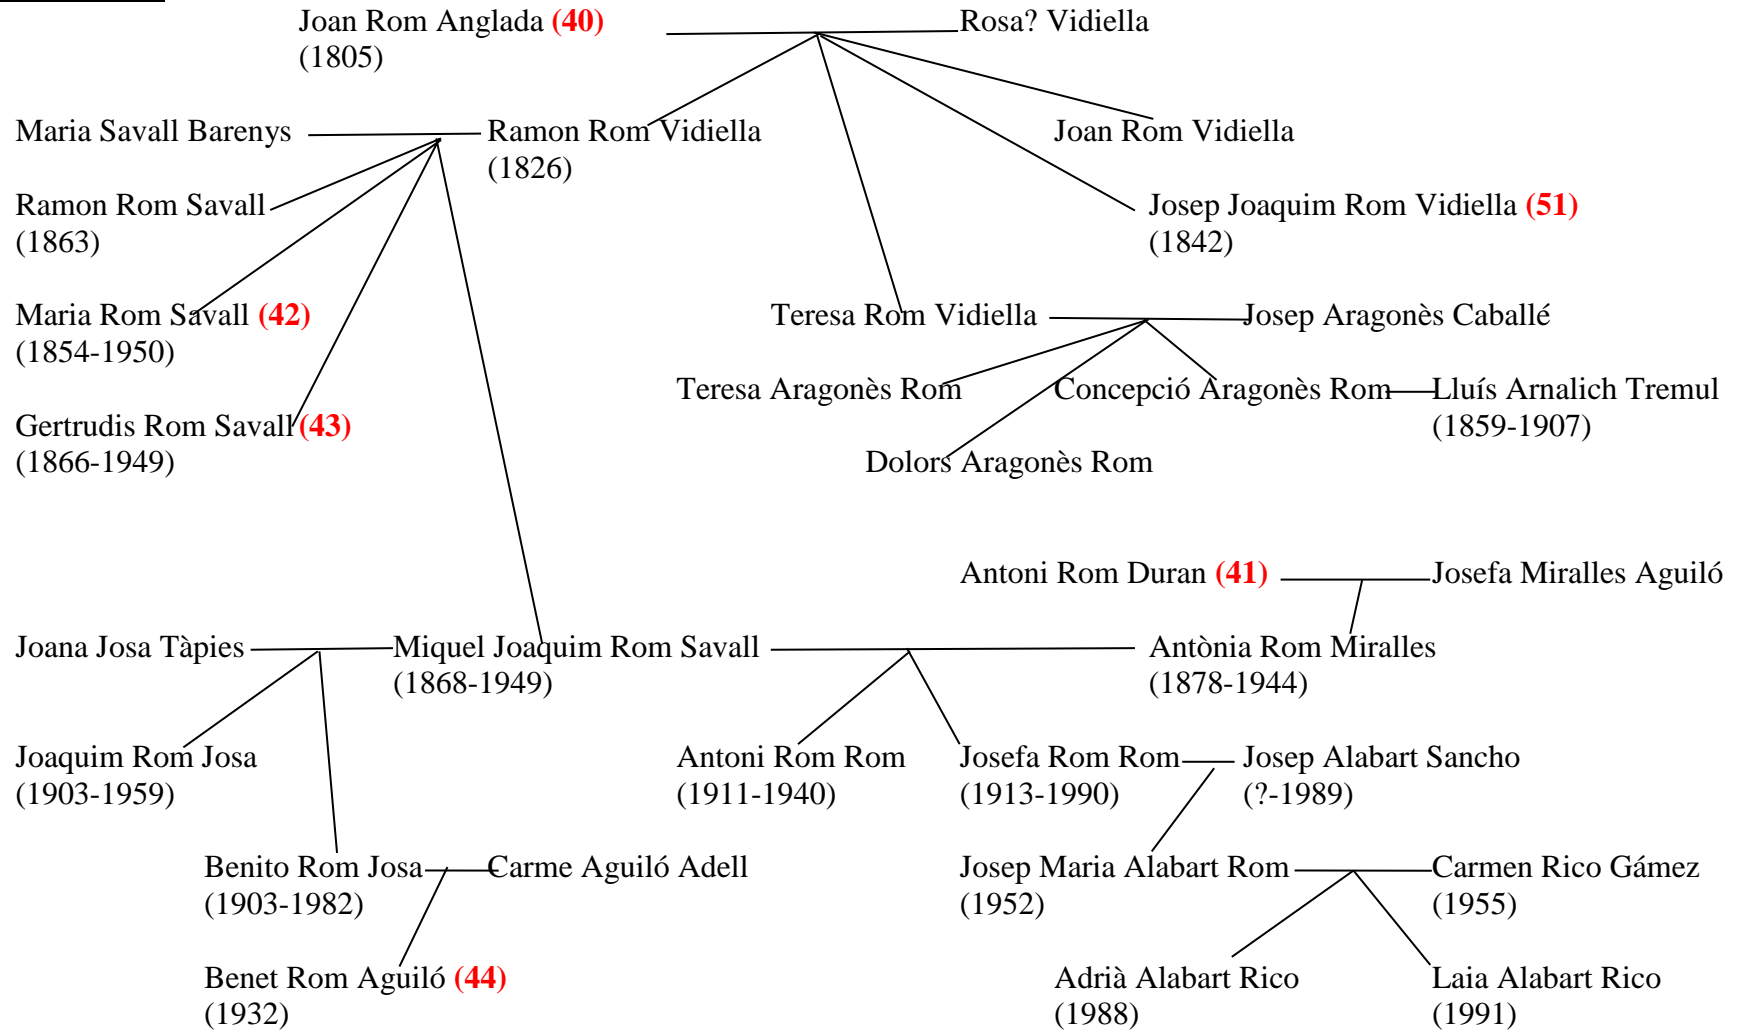 Joan Rom Anglada (40) Rosa? Vidiella
(1805)
Maria Savall Barenys Ramon Rom Vidiella Joan Rom Vidiella
(1826)
Ramon Rom Savall Josep Joaquim Rom Vidiella (51)
(1863) (1842)
Maria Rom Savall (42) Teresa Rom Vidiella Josep Aragonès Caballé
(1854-1950)
Teresa Aragonès Rom Concepció Aragonès Rom Lluís Arnalich Tremul
Gertrudis Rom Savall (43) (1859-1907)
(1866-1949) Dolors Aragonès Rom
Antoni Rom Duran (41) Josefa Miralles Aguiló
Joana Josa Tàpies Miquel Joaquim Rom Savall Antònia Rom Miralles
(1868-1949) (1878-1944)
Joaquim Rom Josa Antoni Rom Rom Josefa Rom Rom Josep Alabart Sancho
(1903-1959) (1911-1940) (1913-1990) (?-1989)
Benito Rom Josa Carme Aguiló Adell Josep Maria Alabart Rom Carmen Rico Gámez
(1903-1982) (1952) (1955)
Benet Rom Aguiló (44) Adrià Alabart Rico Laia Alabart Rico
(1932) (1988) (1991)